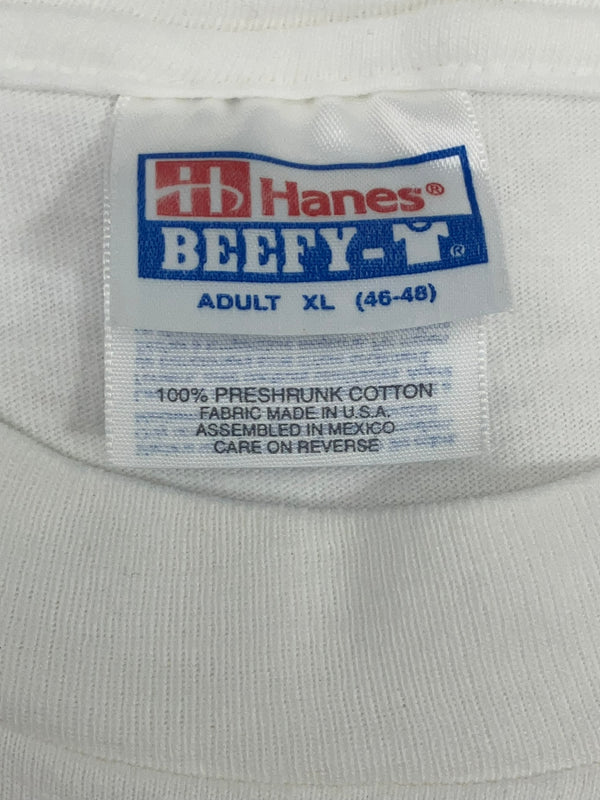 Hanes®
BEEFY-T®
ADULT XL (46-48)
100% PRESHRUNK COTTON
FABRIC MADE IN U.S.A.
ASSEMBLED IN MEXICO
CARE ON REVERSE